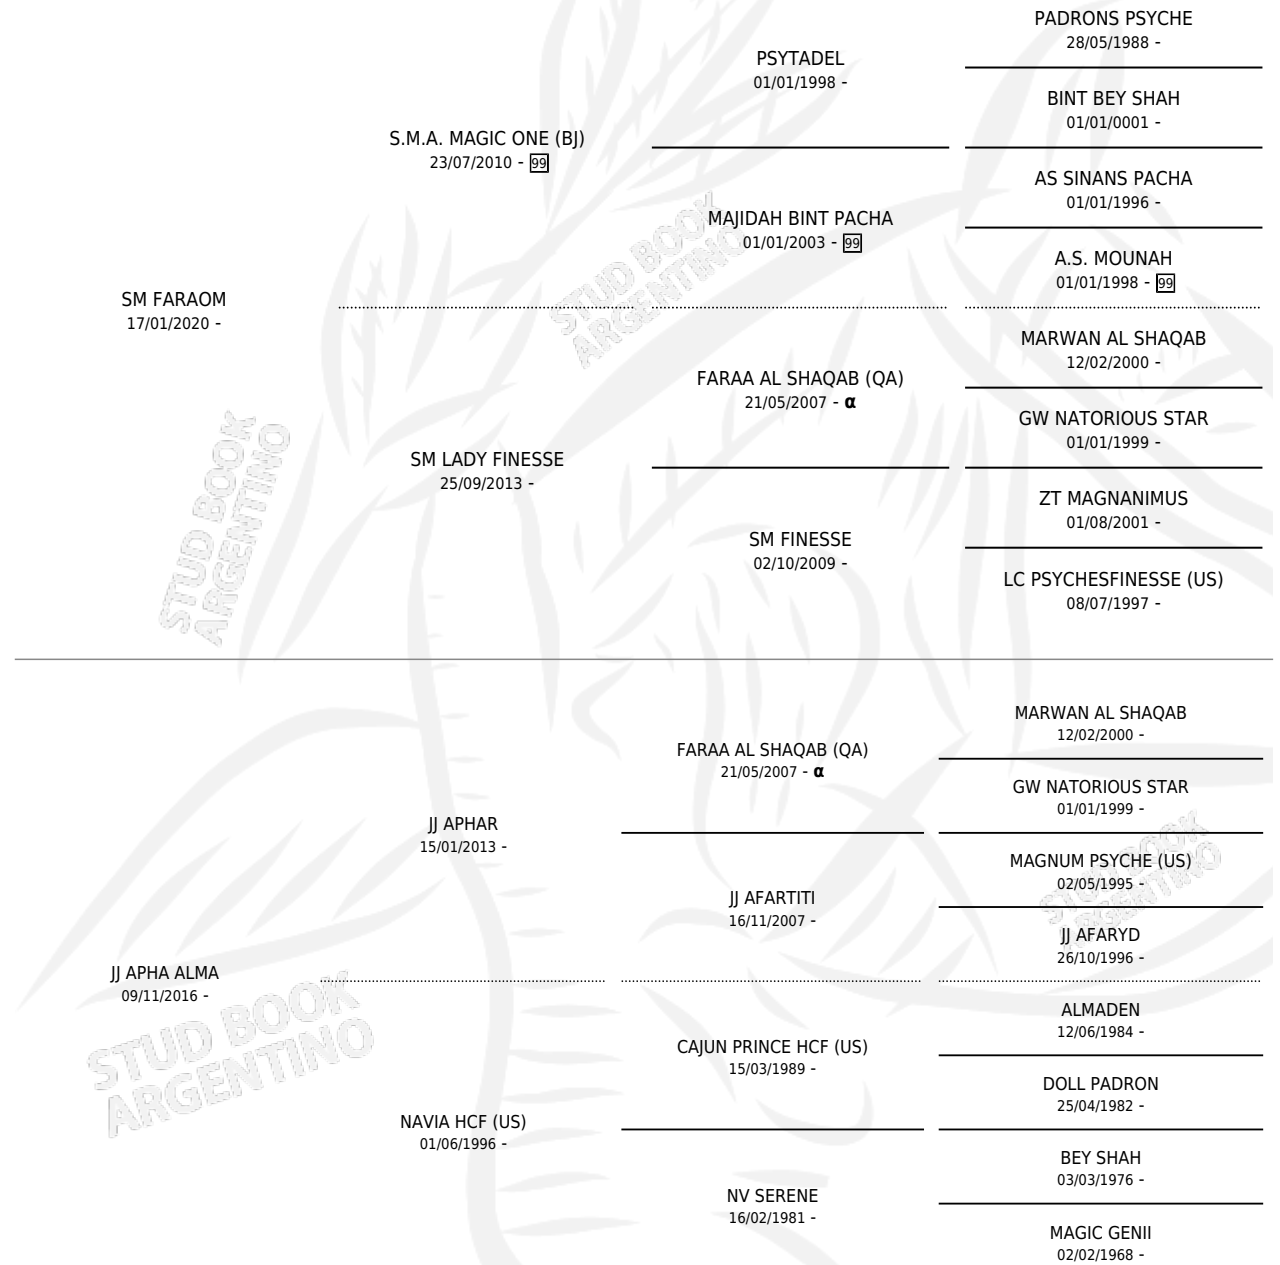 PADRONS PSYCHE
28/05/1988 -
PSYTADEL
01/01/1998 -
BINT BEY SHAH
01/01/0001 -
S.M.A. MAGIC ONE (BJ)
23/07/2010 - 99
AS SINANS PACHA
01/01/1996 -
MAJIDAH BINT PACHA
01/01/2003 - 99
A.S. MOUNAH
01/01/1998 - 99
SM FARAOM
17/01/2020 -
MARWAN AL SHAQAB
12/02/2000 -
FARAA AL SHAQAB (QA)
21/05/2007 - α
GW NATORIOUS STAR
01/01/1999 -
SM LADY FINESSE
25/09/2013 -
ZT MAGNANIMUS
01/08/2001 -
SM FINESSE
02/10/2009 -
LC PSYCHESFINESSE (US)
08/07/1997 -
STUD BOOK
ARGENTINO
STUD BOOK
ARGENTINO
MARWAN AL SHAQAB
12/02/2000 -
FARAA AL SHAQAB (QA)
21/05/2007 - α
GW NATORIOUS STAR
01/01/1999 -
JJ APHAR
15/01/2013 -
MAGNUM PSYCHE (US)
02/05/1995 -
JJ AFARTITI
16/11/2007 -
JJ AFARYD
26/10/1996 -
JJ APHA ALMA
09/11/2016 -
ALMADEN
12/06/1984 -
CAJUN PRINCE HCF (US)
15/03/1989 -
DOLL PADRON
25/04/1982 -
NAVIA HCF (US)
01/06/1996 -
BEY SHAH
03/03/1976 -
NV SERENE
16/02/1981 -
MAGIC GENII
02/02/1968 -
STUD BOOK
ARGENTINO
STUD BOOK
ARGENTINO